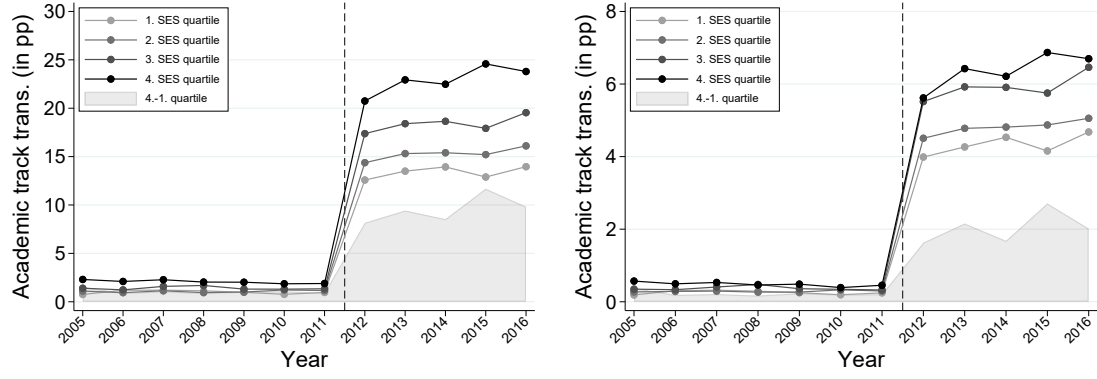 Academic track trans. (in pp)
30
25
20
15
10
5
0
1. SES quartile
2. SES quartile
3. SES quartile
4. SES quartile
4.-1. quartile
2005 2006 2007 2008 2009 2010 2011 2012 2013 2014 2015 2016
Year
Academic track trans. (in pp)
8
6
4
2
0
1. SES quartile
2. SES quartile
3. SES quartile
4. SES quartile
4.-1. quartile
2005 2006 2007 2008 2009 2010 2011 2012 2013 2014 2015 2016
Year